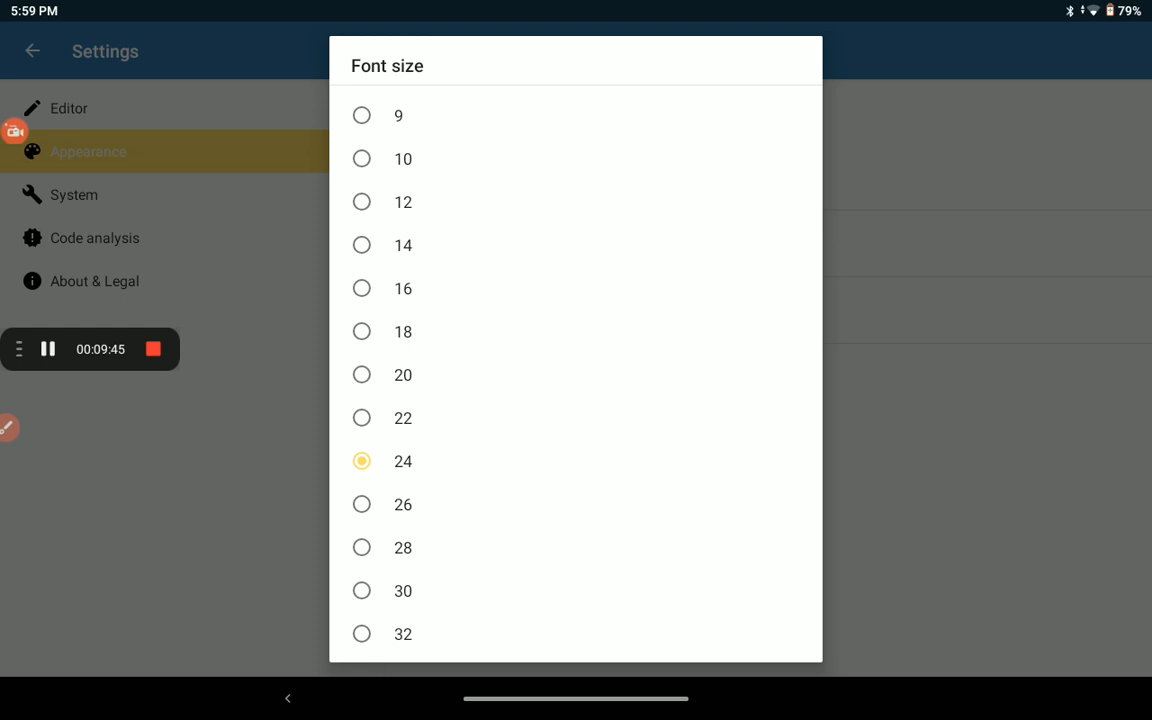 5:59 PM
79%
Settings
Editor
Appearance
System
Code analysis
About & Legal
00:09:45
Font size
9
10
12
14
16
18
20
22
24
26
28
30
32